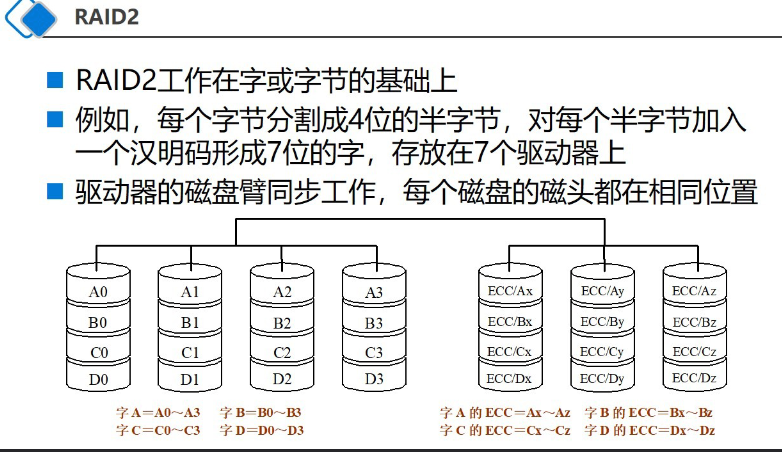 RAID2
RAID2工作在字或字节的基础上
例如，每个字节分割成4位的半字节，对每个半字节加入
一个汉明码形成7位的字，存放在7个驱动器上
驱动器的磁盘臂同步工作，每个磁盘的磁头都在相同位置
A0 A1 A2 A3 ECC/Ax ECC/Ay ECC/Az
B0 B1 B2 B3 ECC/Bx ECC/By ECC/Bz
C0 C1 C2 C3 ECC/Cx ECC/Cy ECC/Cz
D0 D1 D2 D3 ECC/Dx ECC/Dy ECC/Dz
字A＝A0～A3 字B＝B0～B3 字A的ECC＝Ax～Az 字B的ECC＝Bx～Bz
字C＝C0～C3 字D＝D0～D3 字C的ECC＝Cx～Cz 字D的ECC＝Dx～Dz